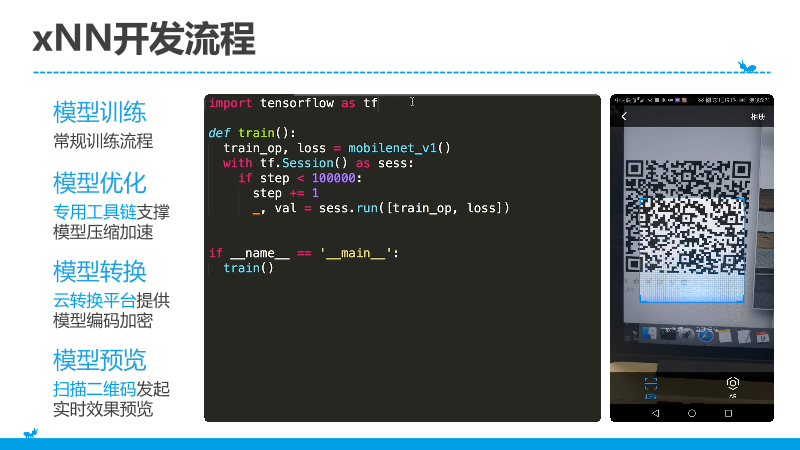 xNN开发流程
模型训练
常规训练流程
模型优化
专用工具链支撑
模型压缩加速
模型转换
云转换平台提供
模型编码加密
模型预览
扫描二维码发起
实时效果预览
import tensorflow as tf
def train():
train_op, loss = mobilenet_v1()
with tf.Session() as sess:
if step < 100000:
step += 1
_, val = sess.run([train_op, loss])
if __name__ == '__main__':
train()
相册
AR